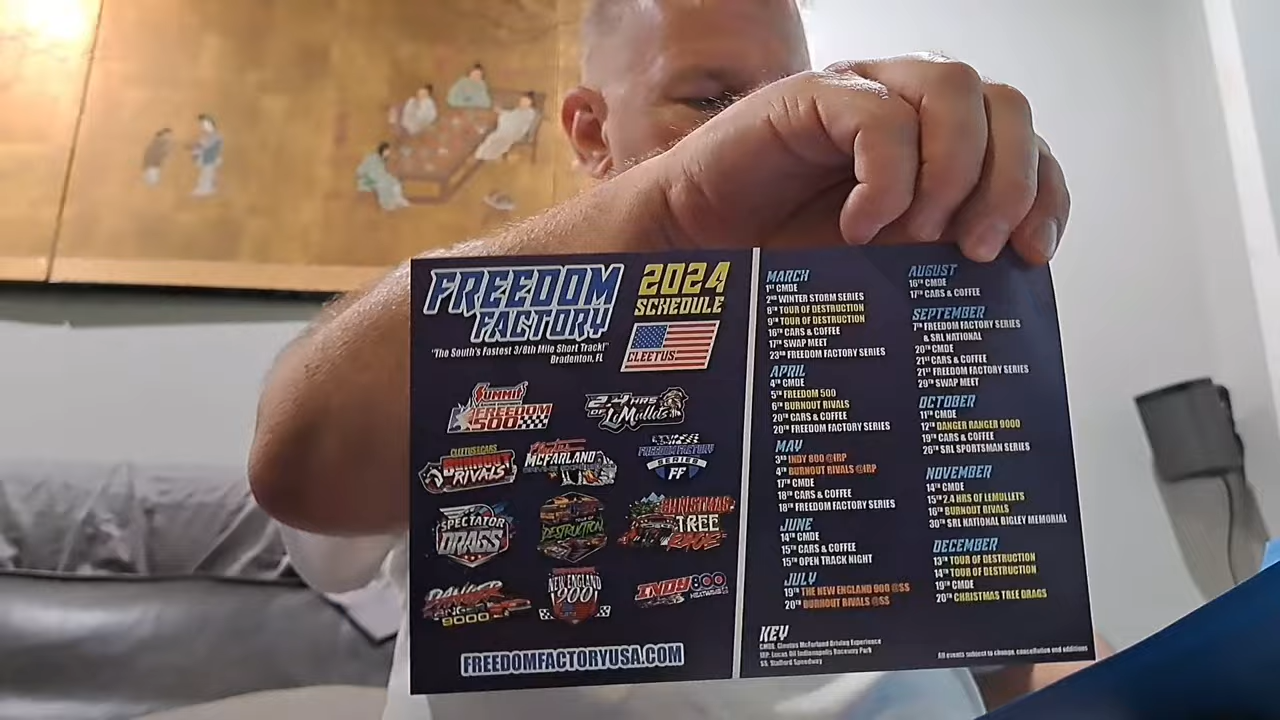 FREEDOM
FACTORY
"The South's Fastest 3/8th Mile Short Track!"
Bradenton, FL
2024
SCHEDULE
CLEETUS
SUMMIT
FREEDOM
500
2.4 HRS
OF LeMullets
CLEETUS&CARS
BURNOUT
RIVALS
McFARLAND
FREEDOM FACTORY
SERIES
FF
SPECTATOR
DRAGS
DESTRUCTION
CHRISTMAS
TREE
RAGE
DANGER
RANGER
9000
NEW ENGLAND
900
INDY800
FREEDOMFACTORYUSA.COM
MARCH
1ST CMDE
2ND WINTER STORM SERIES
8TH TOUR OF DESTRUCTION
9TH TOUR OF DESTRUCTION
16TH CARS & COFFEE
17TH SWAP MEET
23RD FREEDOM FACTORY SERIES
APRIL
4TH CMDE
5TH FREEDOM 500
6TH BURNOUT RIVALS
20TH CARS & COFFEE
20TH FREEDOM FACTORY SERIES
MAY
3RD INDY 800 @IRP
4TH BURNOUT RIVALS @IRP
17TH CMDE
18TH CARS & COFFEE
18TH FREEDOM FACTORY SERIES
JUNE
14TH CMDE
15TH CARS & COFFEE
15TH OPEN TRACK NIGHT
JULY
19TH THE NEW ENGLAND 900 @SS
20TH BURNOUT RIVALS @SS
AUGUST
16TH CMDE
17TH CARS & COFFEE
SEPTEMBER
7TH FREEDOM FACTORY SERIES
& SRL NATIONAL
20TH CMDE
21ST CARS & COFFEE
21ST FREEDOM FACTORY SERIES
29TH SWAP MEET
OCTOBER
11TH CMDE
12TH DANGER RANGER 9000
19TH CARS & COFFEE
26TH SRL SPORTSMAN SERIES
NOVEMBER
14TH CMDE
15TH 2.4 HRS OF LEMULLETS
16TH BURNOUT RIVALS
30TH SRL NATIONAL BIGLEY MEMORIAL
DECEMBER
13TH TOUR OF DESTRUCTION
14TH TOUR OF DESTRUCTION
19TH CMDE
20TH CHRISTMAS TREE DRAGS
KEY
CMDE: Cleetus McFarland Driving Experience
IRP: Lucas Oil Indianapolis Raceway Park
SS: Stafford Speedway
All events subject to change, cancellation and additions